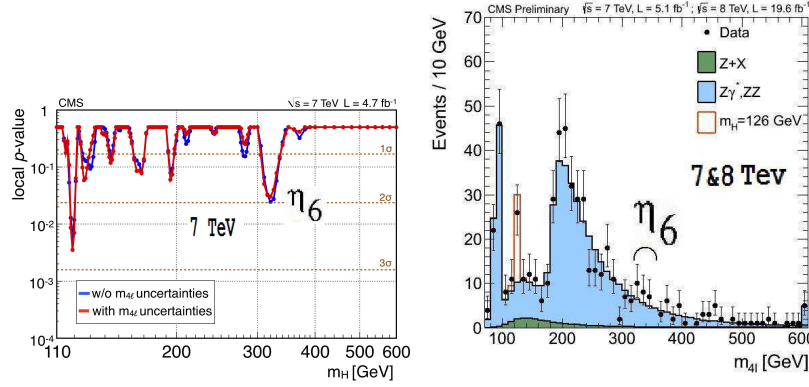 CMS
√s = 7 TeV L = 4.7 fb-1
local p-value
1
10-1
10-2
10-3
10-4
1σ
2σ
3σ
7 TeV
η6
w/o m4ℓ uncertainties
with m4ℓ uncertainties
110
200
300
400
500
600
mH [GeV]
CMS Preliminary √s = 7 TeV, L = 5.1 fb-1 ; √s = 8 TeV, L = 19.6 fb-1
Events / 10 GeV
70
60
50
40
30
20
10
0
Data
Z+X
Zγ*,ZZ
mH=126 GeV
7&8 Tev
η6
100
200
300
400
500
600
m4l [GeV]